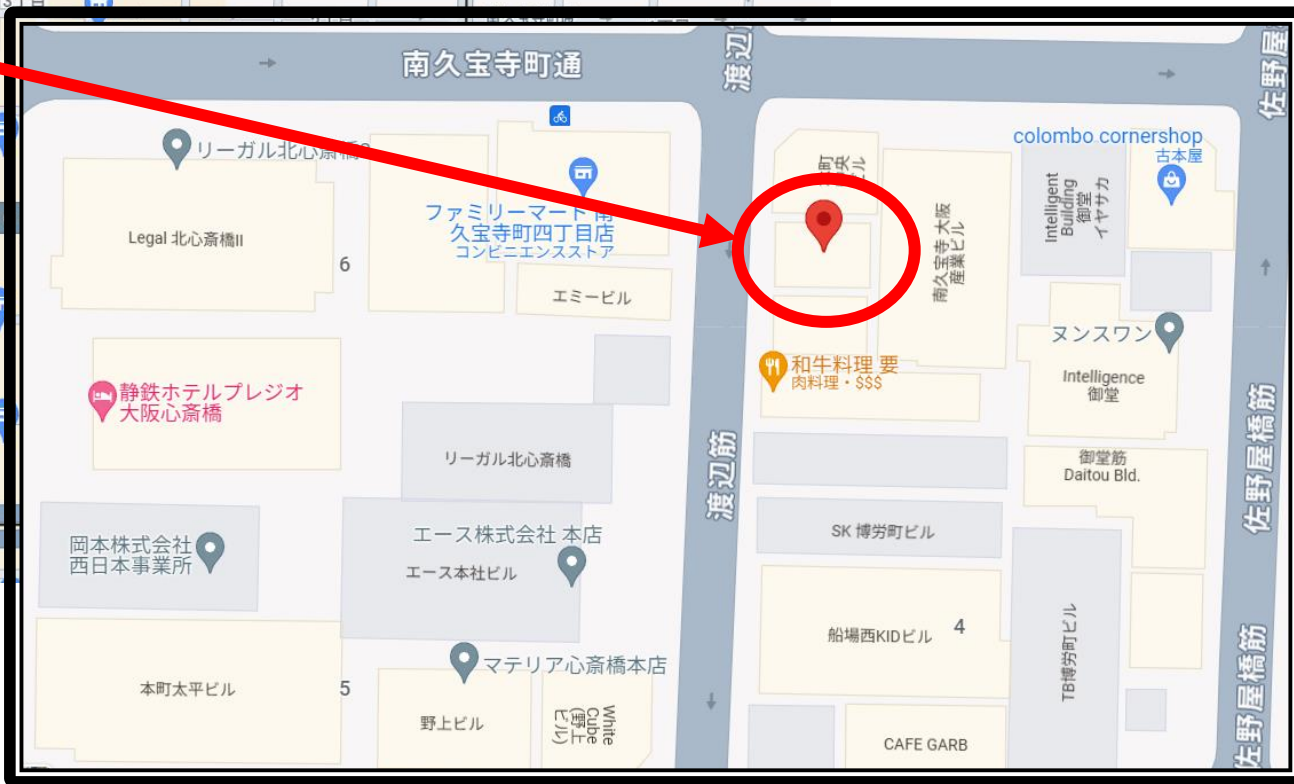 南久宝寺町通
渡辺筋
佐野屋
リーガル北心斎橋
Legal 北心斎橋II
6
ファミリーマート 南
久宝寺町四丁目店
コンビニエンスストア
エミービル
南久宝寺 大阪
産業ビル
colombo cornershop
古本屋
Intelligent
Building
御堂
イヤサカ
ヌンスワン
Intelligence
御堂
和牛料理 要
肉料理・$$$
静鉄ホテルプレジオ
大阪心斎橋
リーガル北心斎橋
渡辺筋
御堂筋
Daitou Bld.
佐野屋橋筋
SK 博労町ビル
岡本株式会社
西日本事業所
エース株式会社 本店
エース本社ビル
船場西KIDビル
4
TB博労町ビル
マテリア心斎橋本店
本町太平ビル
5
野上ビル
White
Cube
(野上
ビル)
CAFE GARB
佐野屋橋筋